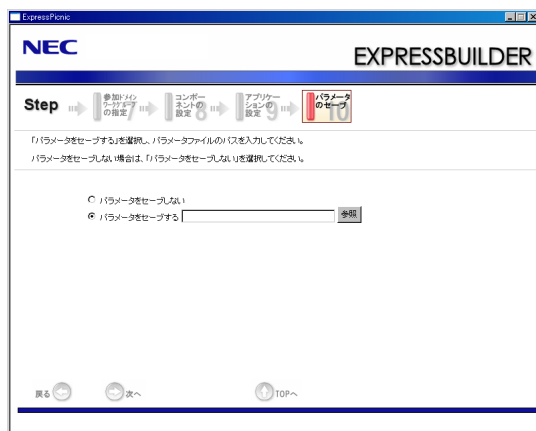 ExpressPicnic
NEC
EXPRESSBUILDER
Step
参加ドメイン
ワークグループ
の指定 7
コンポー
ネントの
設定 8
アプリケー
ションの
設定 9
パラメータ
のセーブ 10
「パラメータをセーブする」を選択し、パラメータファイルのパスを入力してください。
パラメータをセーブしない場合は、「パラメータをセーブしない」を選択してください。
パラメータをセーブしない
パラメータをセーブする 参照
戻る 次へ TOPへ